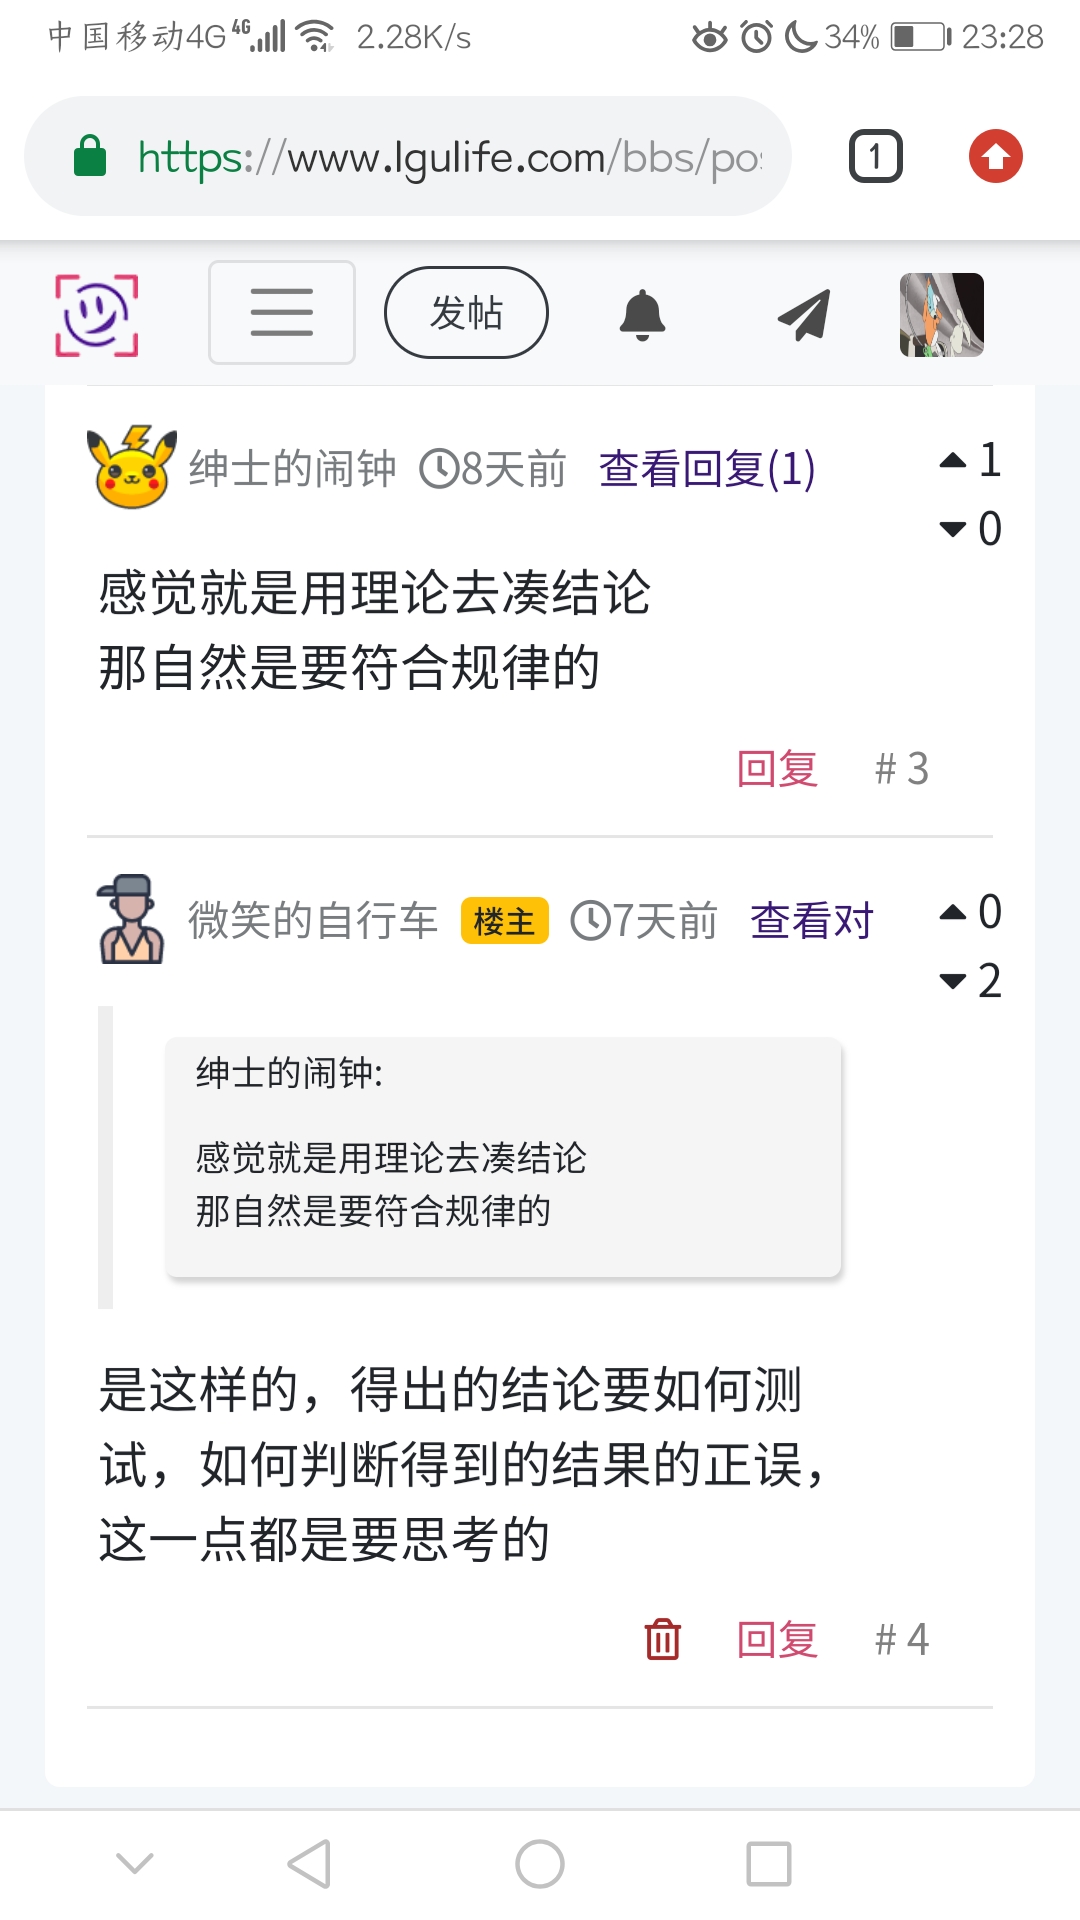 中国移动4G 4G 2.28K/s 34% 23:28
https://www.lgulife.com/bbs/po
1
发帖
绅士的闹钟 8天前 查看回复(1) 1
0
感觉就是用理论去凑结论
那自然是要符合规律的
回复 # 3
微笑的自行车 楼主 7天前 查看对 0
2
绅士的闹钟:
感觉就是用理论去凑结论
那自然是要符合规律的
是这样的，得出的结论要如何测
试，如何判断得到的结果的正误，
这一点都是要思考的
回复 # 4